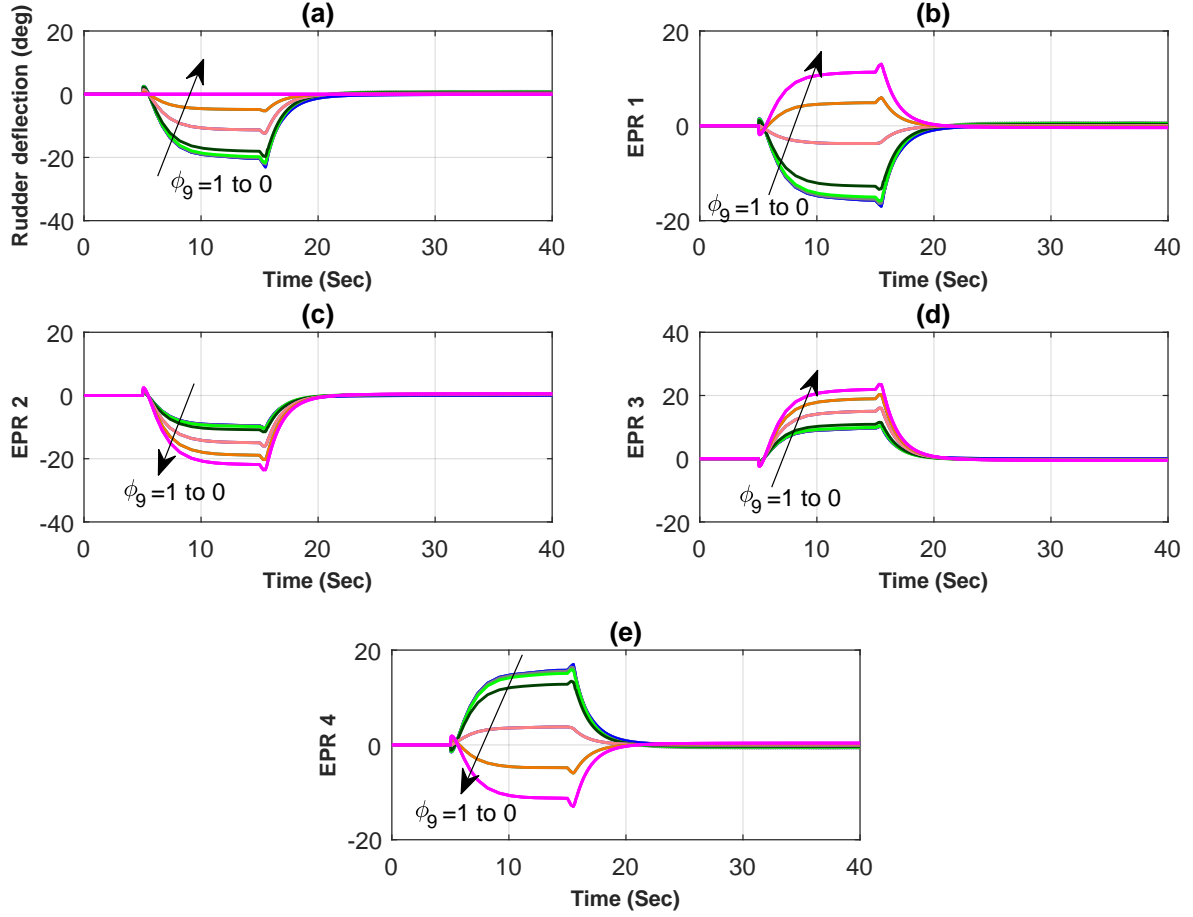 (a)
Rudder deflection (deg)
20
0
-20
-40
ϕ9=1 to 0
0 10 20 30 40
Time (Sec)
(b)
EPR 1
20
0
-20
ϕ9=1 to 0
0 10 20 30 40
Time (Sec)
(c)
EPR 2
20
0
-20
-40
ϕ9=1 to 0
0 10 20 30 40
Time (Sec)
(d)
EPR 3
40
20
0
-20
ϕ9=1 to 0
0 10 20 30 40
Time (Sec)
(e)
EPR 4
20
0
-20
ϕ9=1 to 0
0 10 20 30 40
Time (Sec)